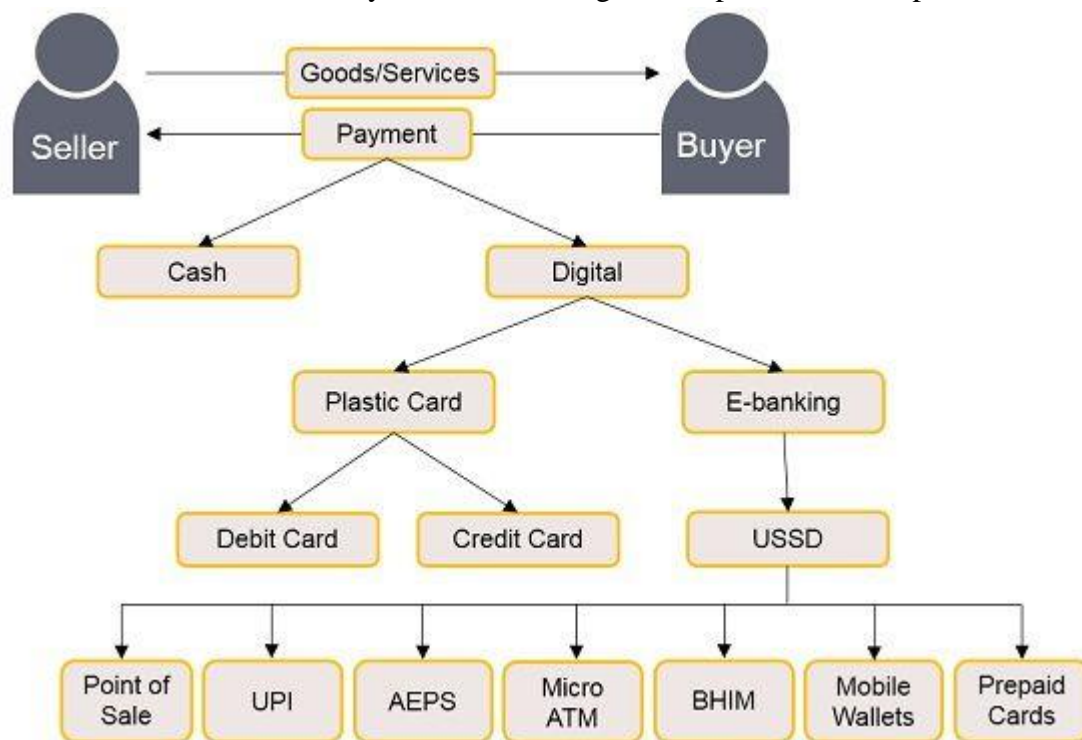 Goods/Services
Payment
Seller
Buyer
Cash
Digital
Plastic Card
E-banking
Debit Card
Credit Card
USSD
Point of
Sale
UPI
AEPS
Micro
ATM
BHIM
Mobile
Wallets
Prepaid
Cards